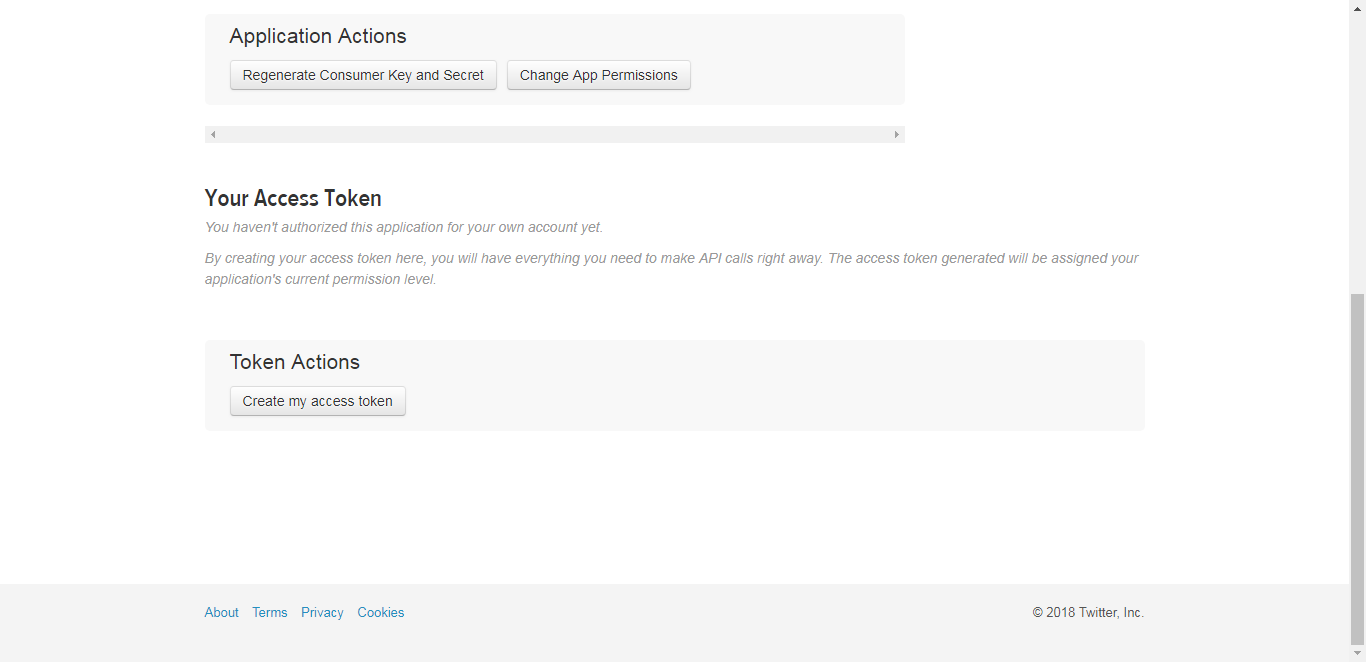 Application Actions
Regenerate Consumer Key and Secret Change App Permissions
Your Access Token
You haven't authorized this application for your own account yet.
By creating your access token here, you will have everything you need to make API calls right away. The access token generated will be assigned your
application's current permission level.
Token Actions
Create my access token
About Terms Privacy Cookies © 2018 Twitter, Inc.